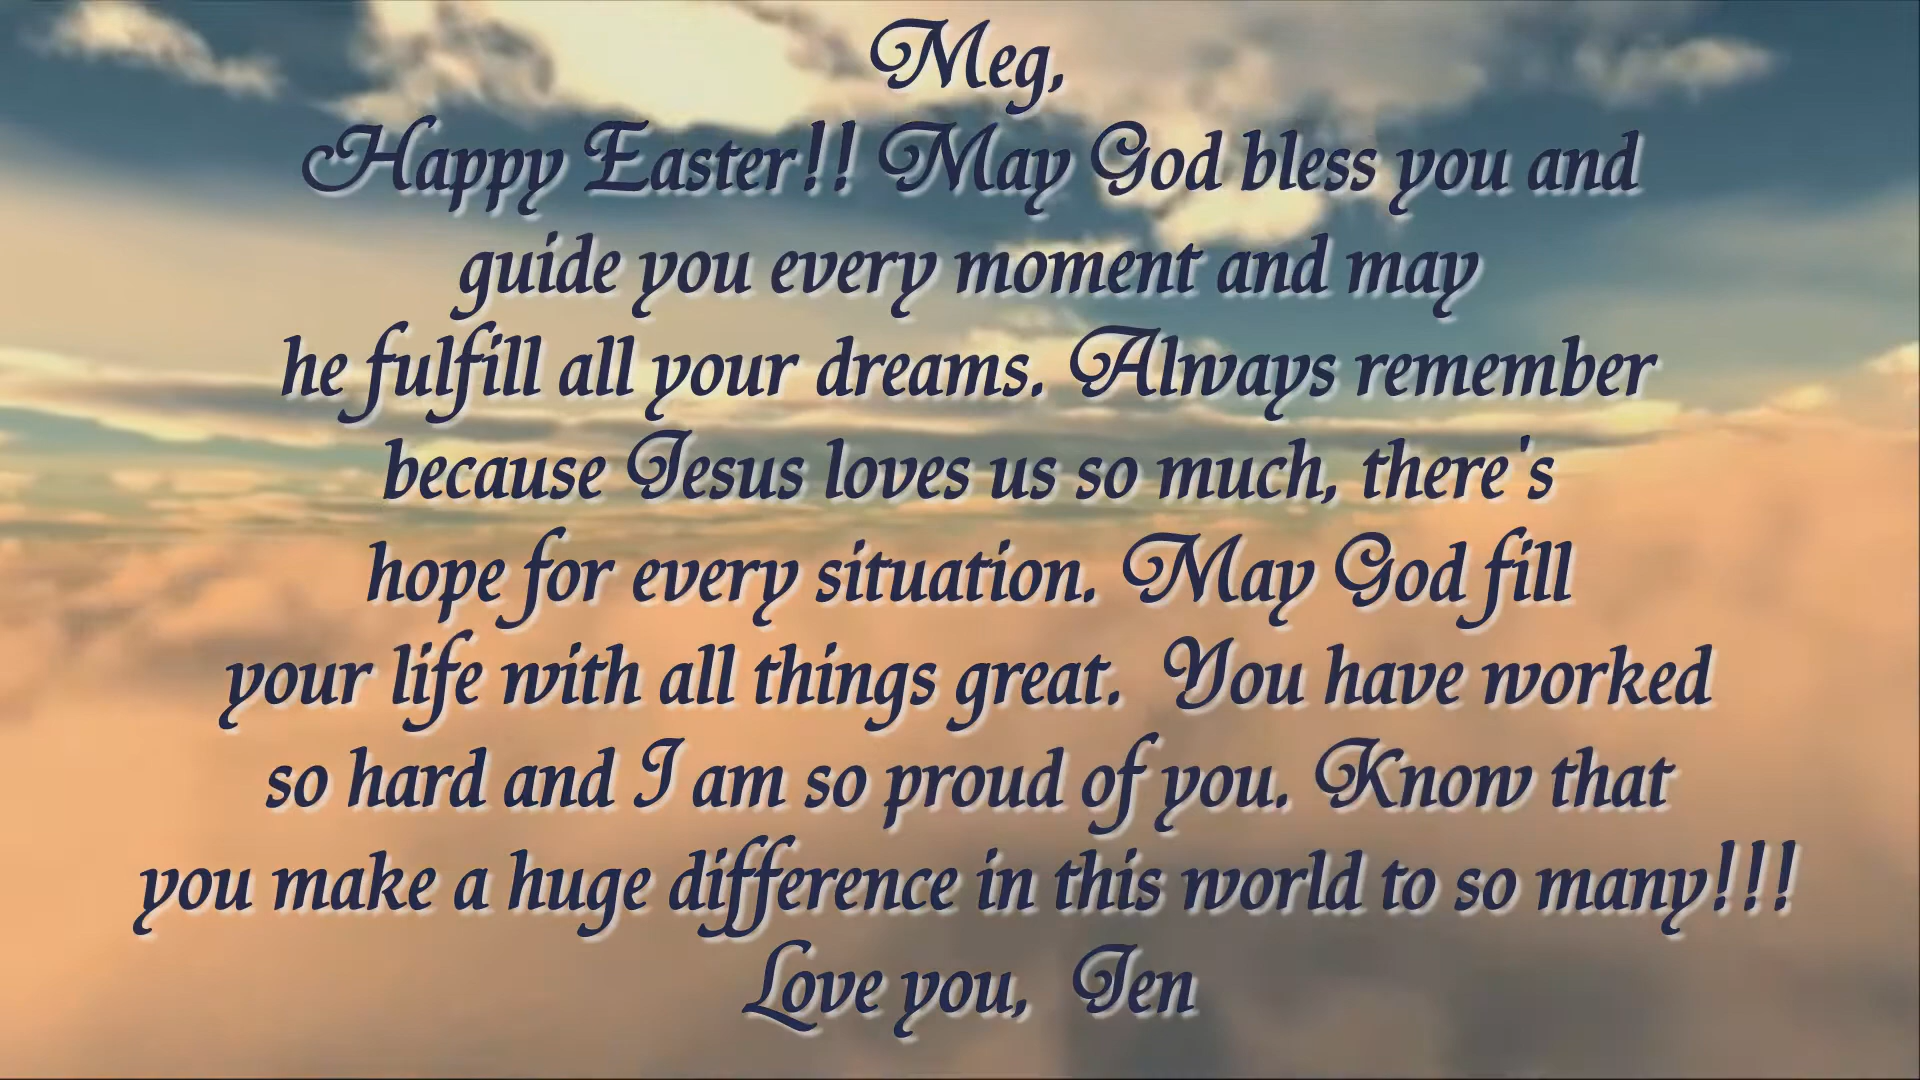 Meg,
Happy Easter!! May God bless you and
guide you every moment and may
he fulfill all your dreams. Always remember
because Jesus loves us so much, there's
hope for every situation. May God fill
your life with all things great. You have worked
so hard and I am so proud of you. Know that
you make a huge difference in this world to so many!!!
Love you, Jen